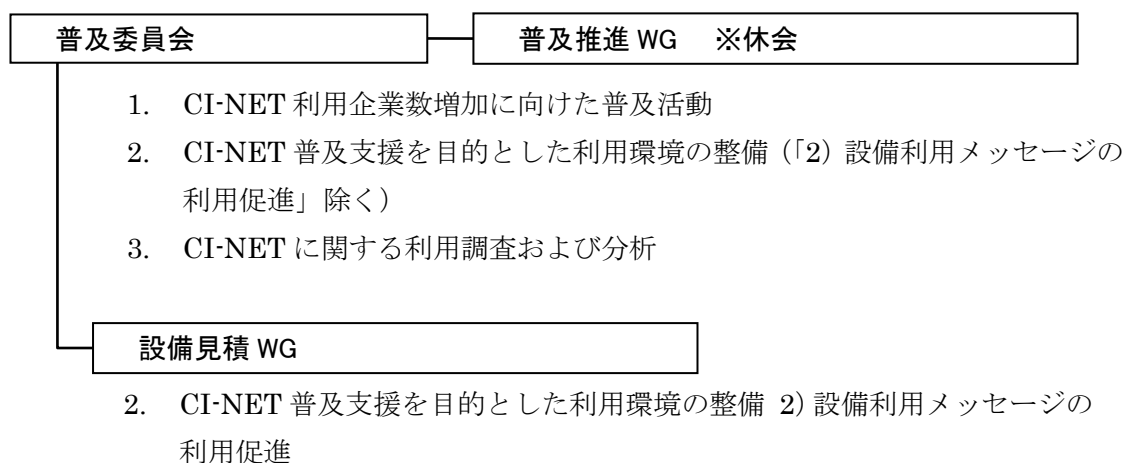 普及委員会
普及推進 WG ※休会
1. CI-NET 利用企業数増加に向けた普及活動
2. CI-NET 普及支援を目的とした利用環境の整備（「2）設備利用メッセージの
利用促進」除く）
3. CI-NET に関する利用調査および分析
設備見積 WG
2. CI-NET 普及支援を目的とした利用環境の整備 2) 設備利用メッセージの
利用促進